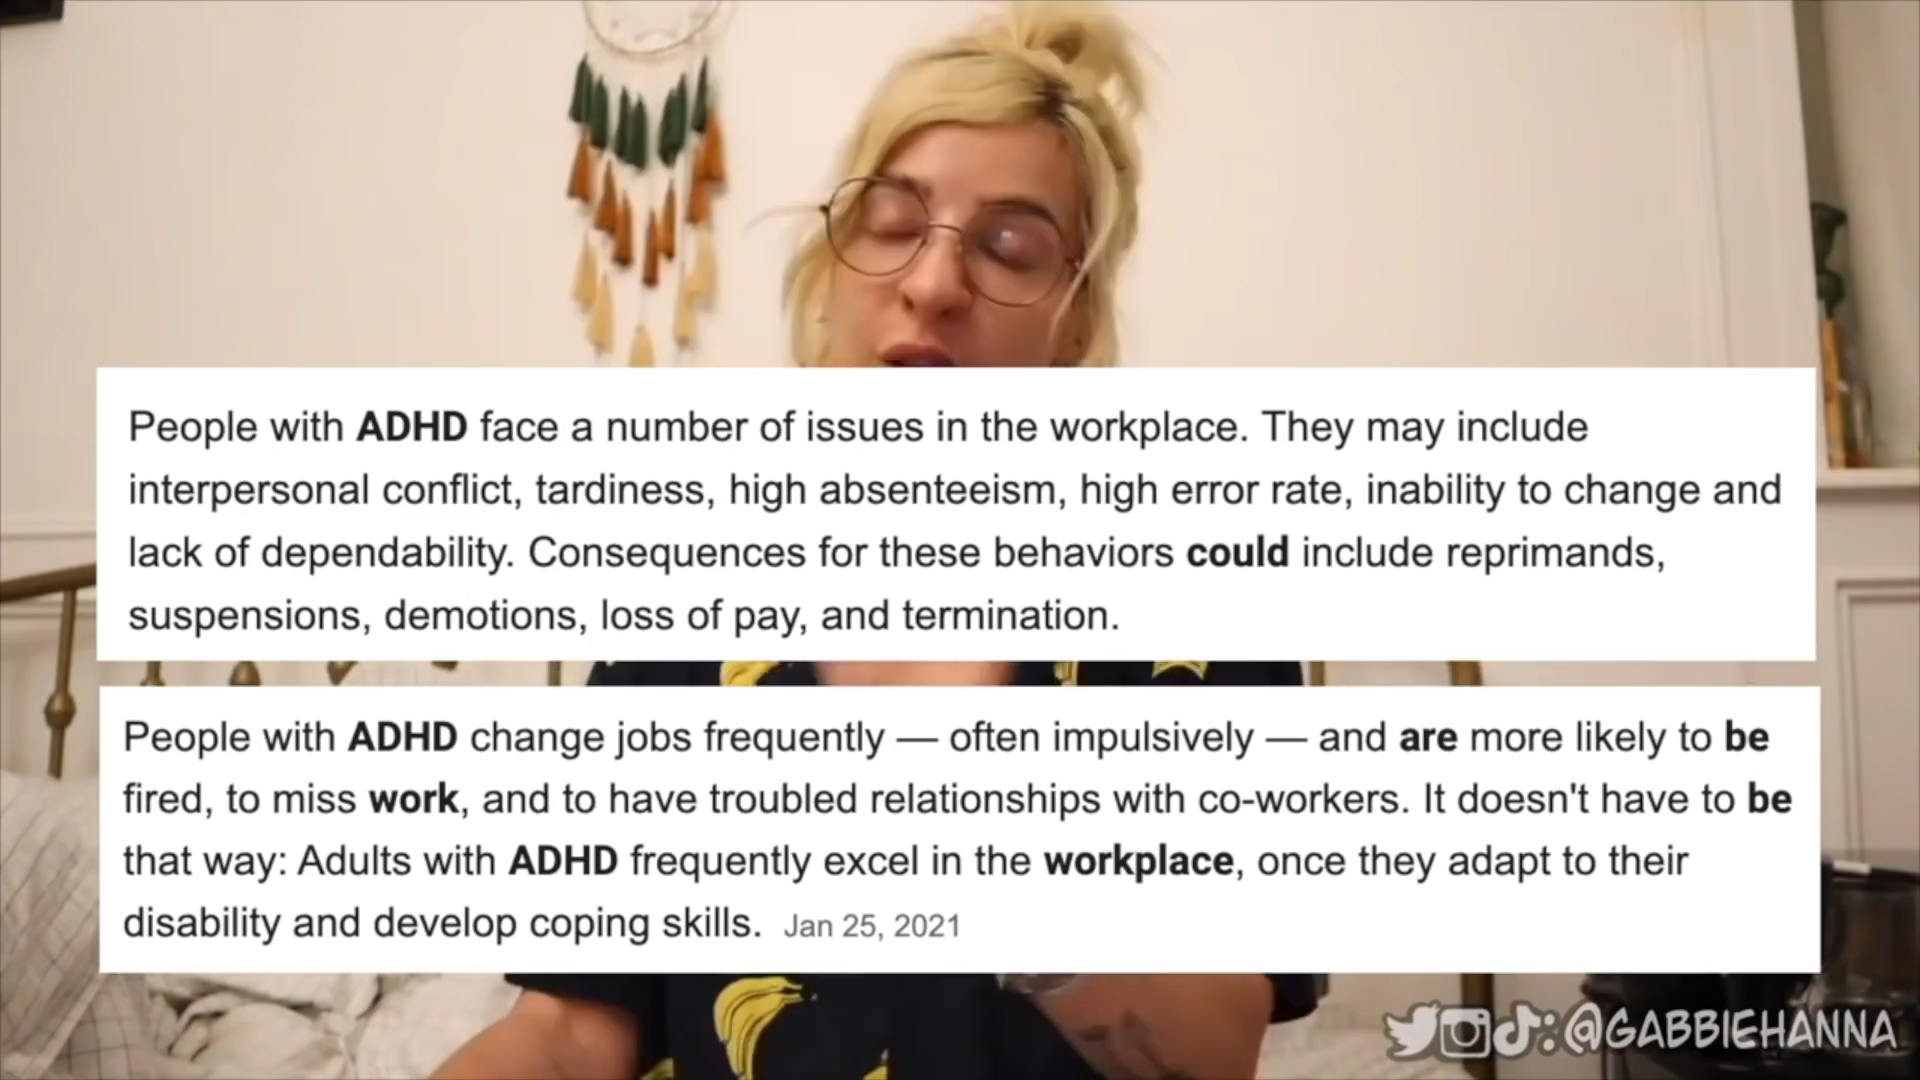 People with ADHD face a number of issues in the workplace. They may include
interpersonal conflict, tardiness, high absenteeism, high error rate, inability to change and
lack of dependability. Consequences for these behaviors could include reprimands,
suspensions, demotions, loss of pay, and termination.
People with ADHD change jobs frequently — often impulsively — and are more likely to be
fired, to miss work, and to have troubled relationships with co-workers. It doesn't have to be
that way: Adults with ADHD frequently excel in the workplace, once they adapt to their
disability and develop coping skills. Jan 25, 2021
:@GABBIEHANNA